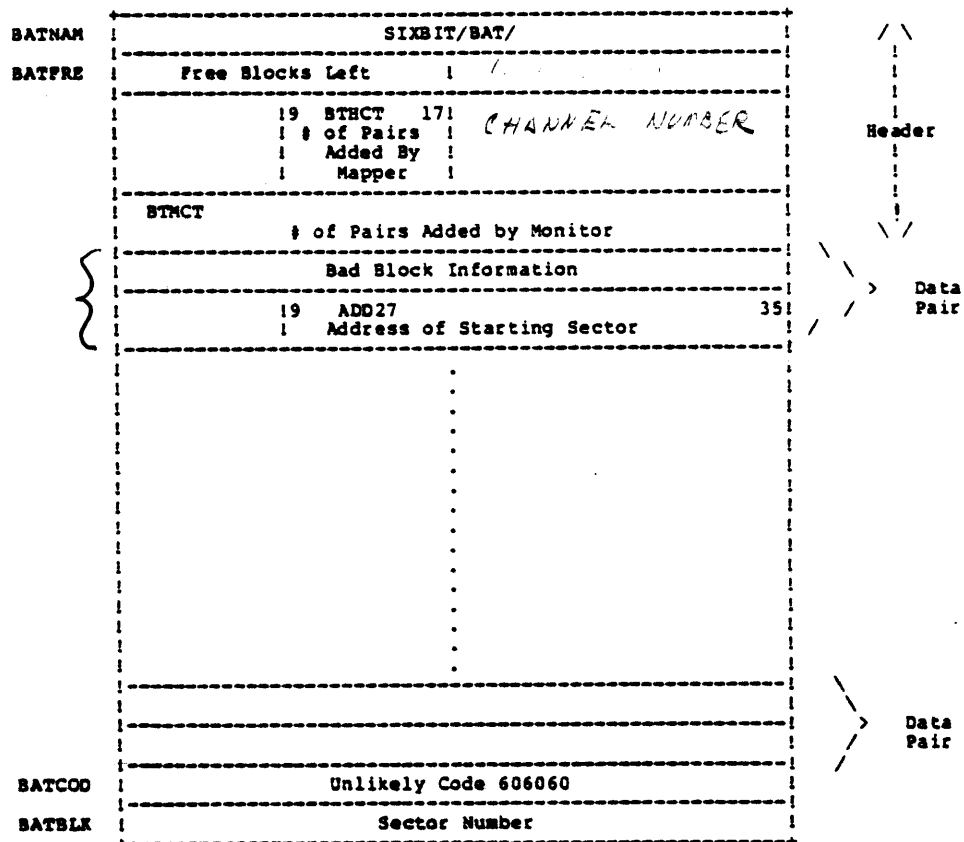 BATNAM SIXBIT/BAT/
BATFRE Free Blocks Left
19 BTHCT 17
# of Pairs CHANNEL NUMBER
Added By Header
Mapper
BTMCT
# of Pairs Added by Monitor
Bad Block Information
Data
19 ADD27 35 Pair
Address of Starting Sector
Data
Pair
BATCOD Unlikely Code 606060
BATBLK Sector Number